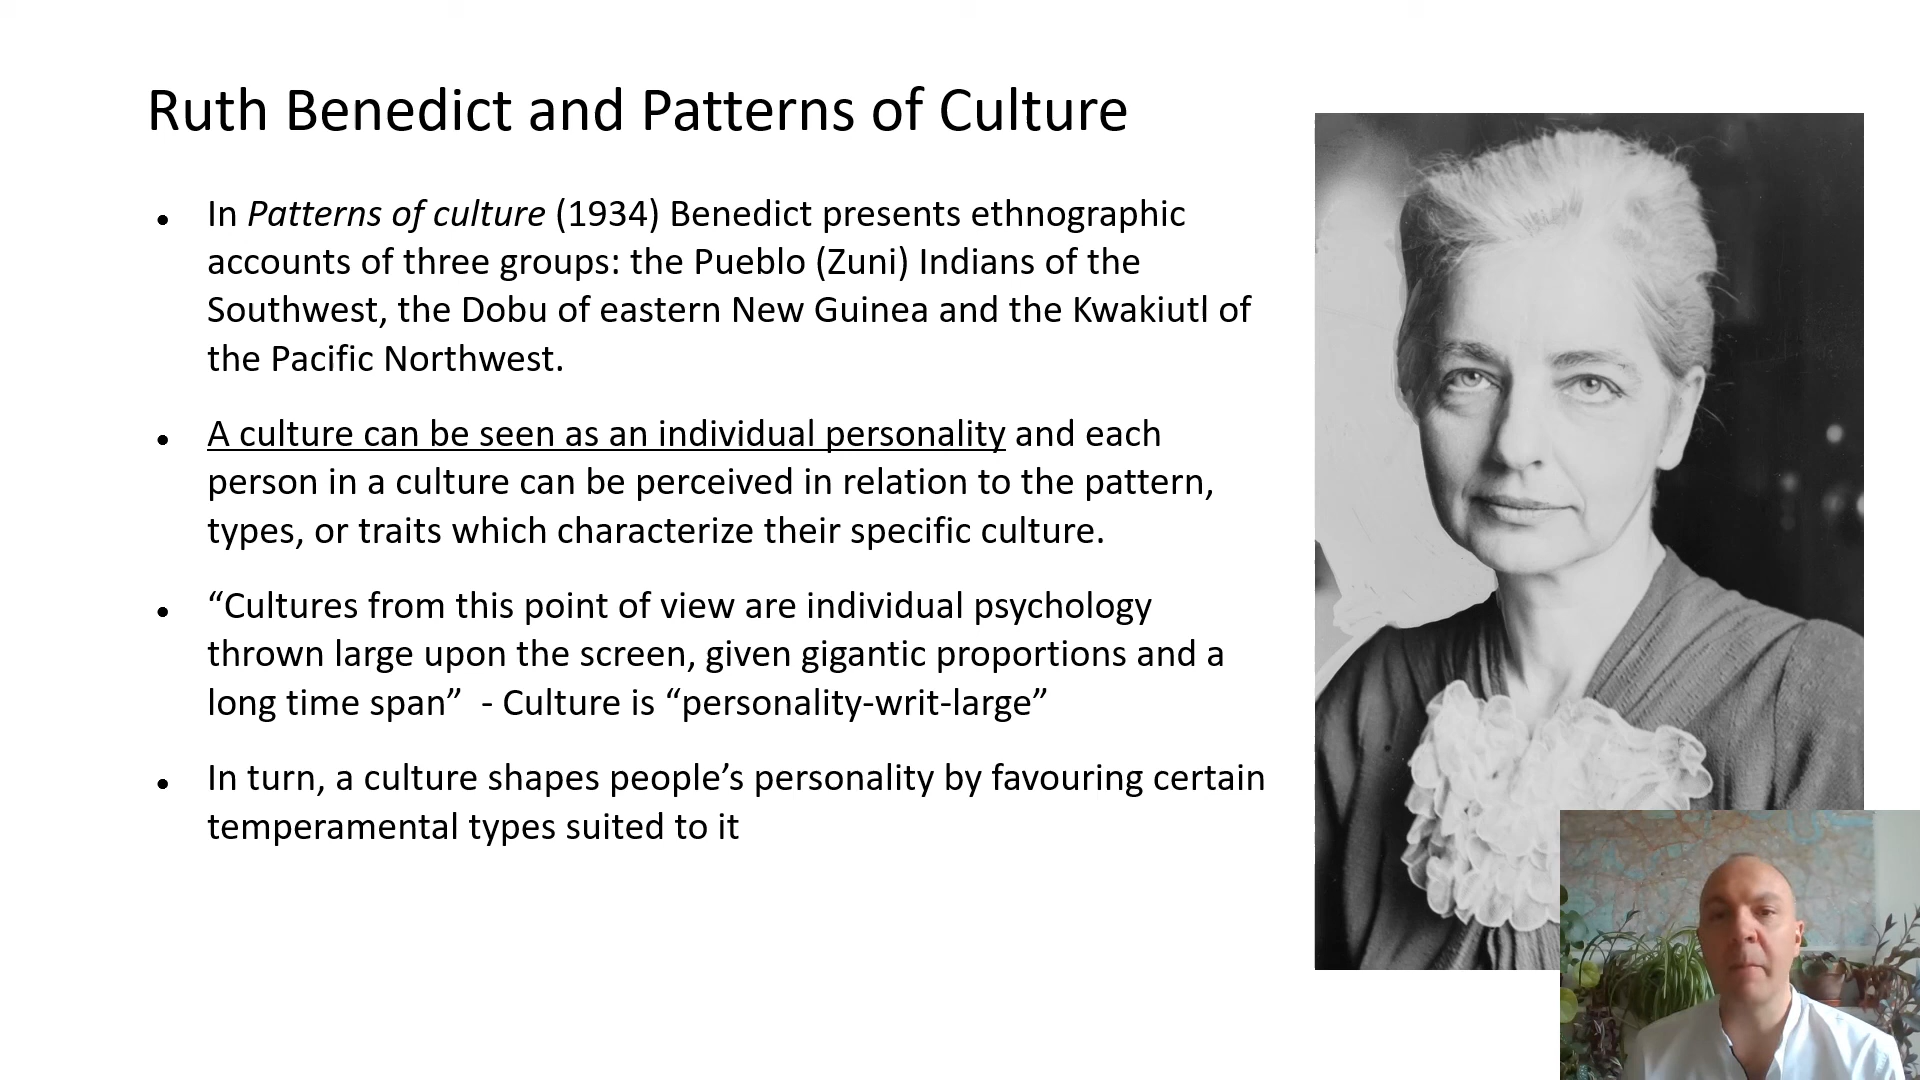 Ruth Benedict and Patterns of Culture
In Patterns of culture (1934) Benedict presents ethnographic
accounts of three groups: the Pueblo (Zuni) Indians of the
Southwest, the Dobu of eastern New Guinea and the Kwakiutl of
the Pacific Northwest.
A culture can be seen as an individual personality and each
person in a culture can be perceived in relation to the pattern,
types, or traits which characterize their specific culture.
“Cultures from this point of view are individual psychology
thrown large upon the screen, given gigantic proportions and a
long time span”  - Culture is “personality-writ-large”
In turn, a culture shapes people’s personality by favouring certain
temperamental types suited to it